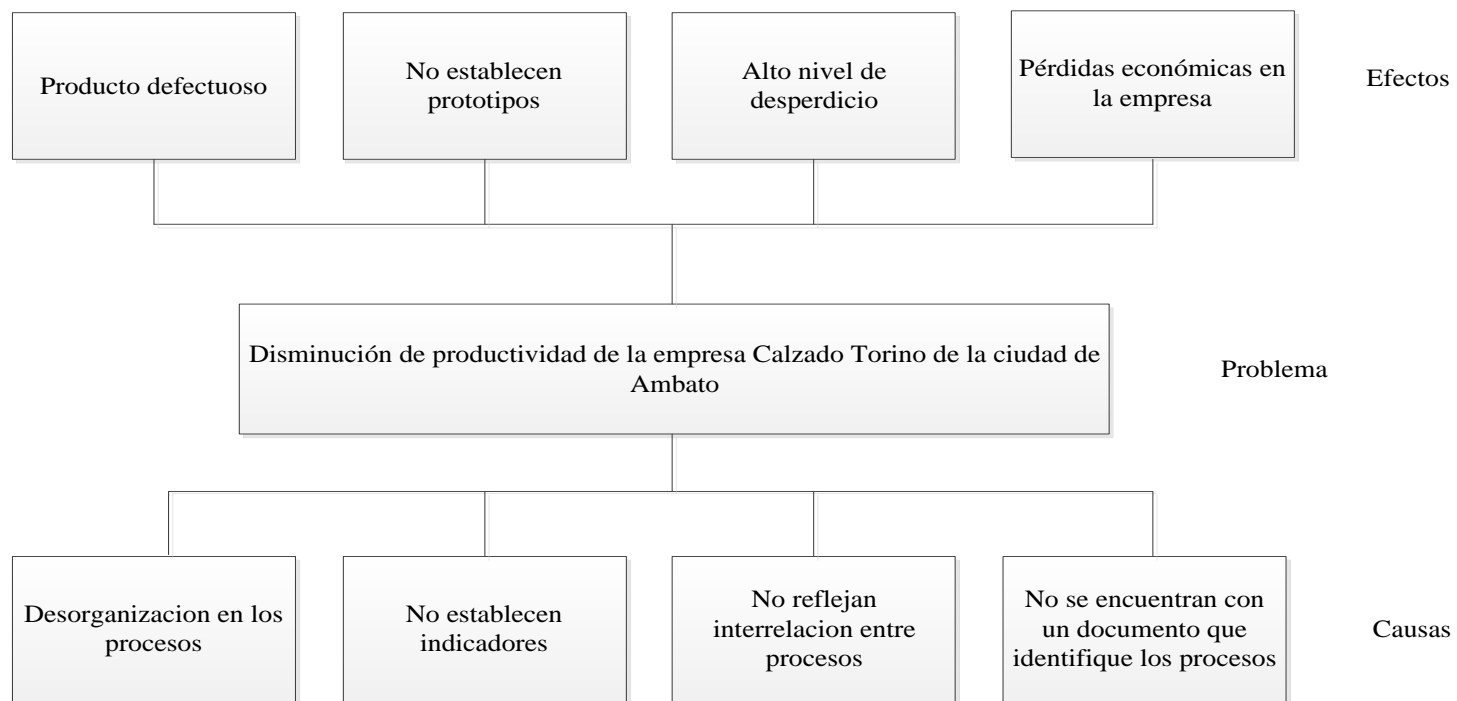 Producto defectuoso
No establecen
prototipos
Alto nivel de
desperdicio
Pérdidas económicas en
la empresa
Efectos
Disminución de productividad de la empresa Calzado Torino de la ciudad de
Ambato
Problema
Desorganizacion en los
procesos
No establecen
indicadores
No reflejan
interrelacion entre
procesos
No se encuentran con
un documento que
identifique los procesos
Causas